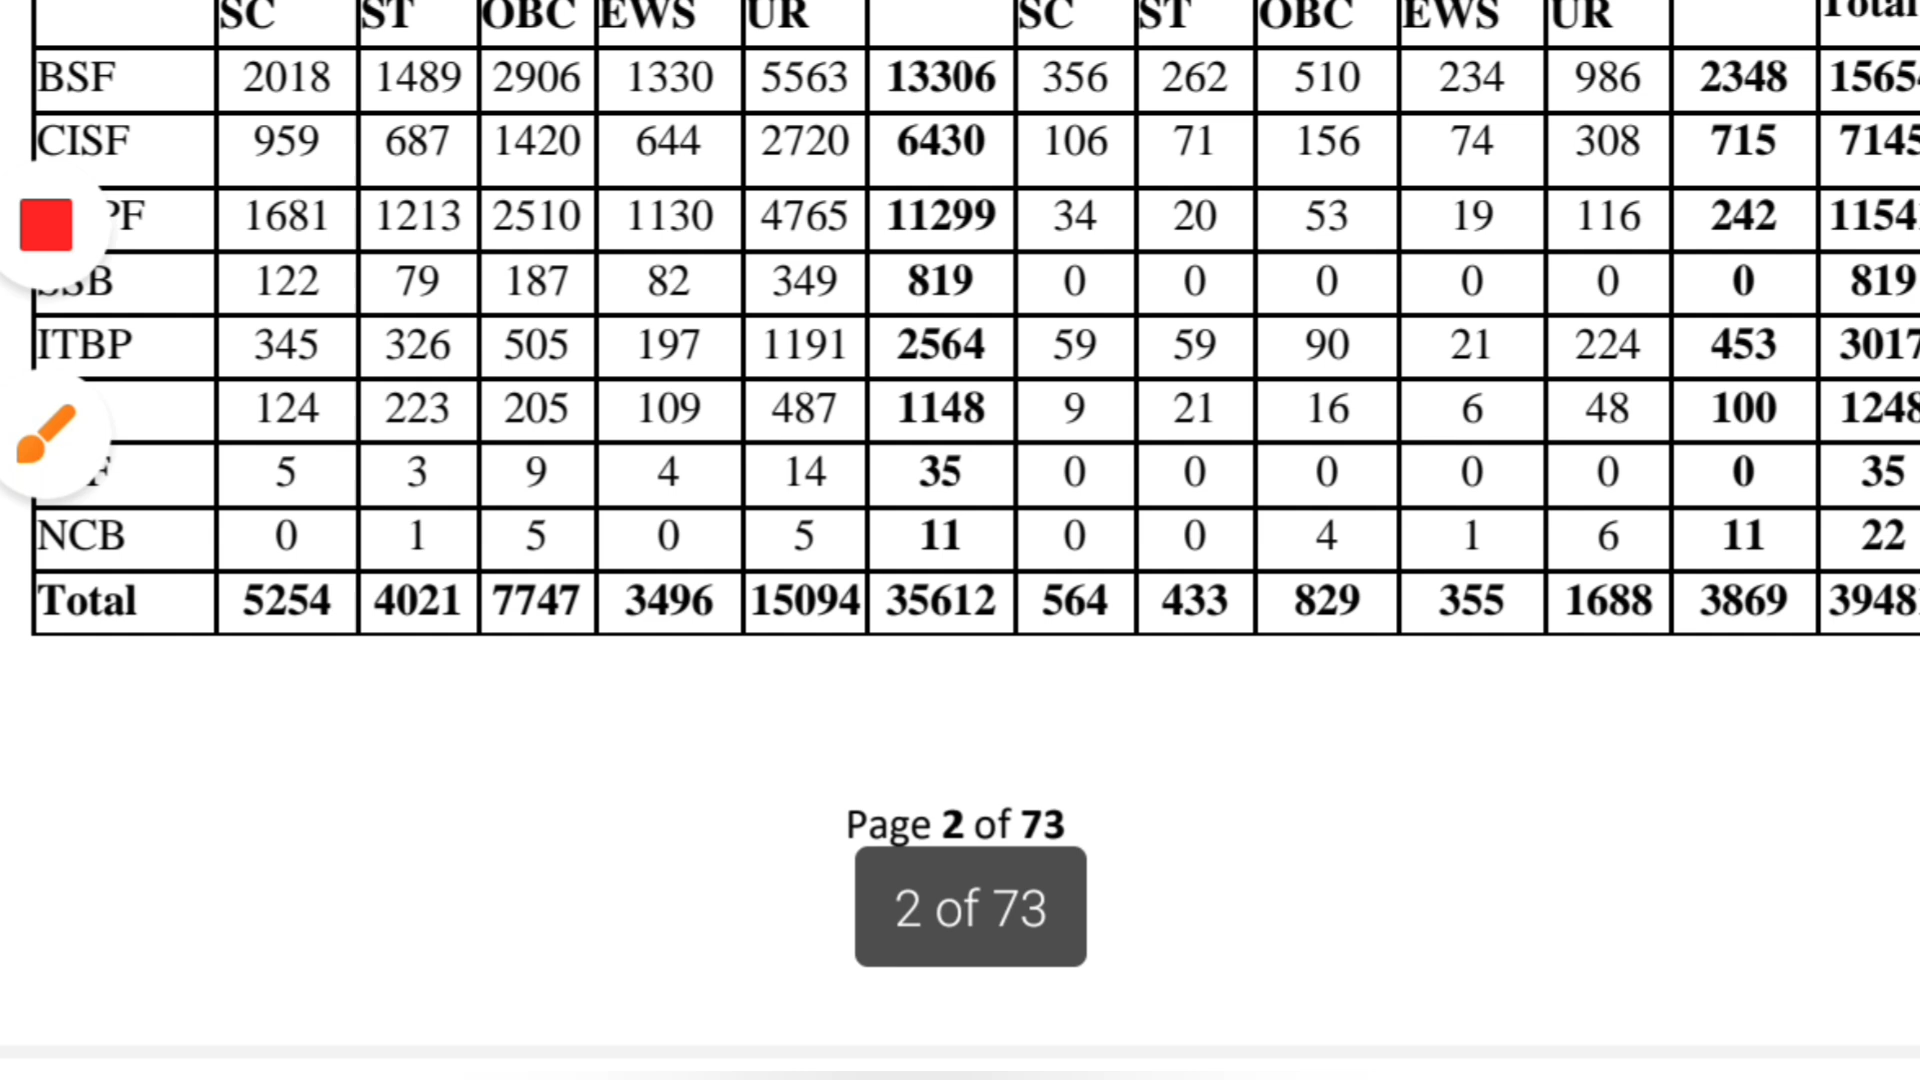 SC ST OBC EWS UR SC ST OBC EWS UR Total
BSF 2018 1489 2906 1330 5563 13306 356 262 510 234 986 2348 1565
CISF 959 687 1420 644 2720 6430 106 71 156 74 308 715 7145
PF 1681 1213 2510 1130 4765 11299 34 20 53 19 116 242 1154
SB 122 79 187 82 349 819 0 0 0 0 0 0 819
ITBP 345 326 505 197 1191 2564 59 59 90 21 224 453 3017
124 223 205 109 487 1148 9 21 16 6 48 100 1248
F 5 3 9 4 14 35 0 0 0 0 0 0 35
NCB 0 1 5 0 5 11 0 0 4 1 6 11 22
Total 5254 4021 7747 3496 15094 35612 564 433 829 355 1688 3869 3948
Page 2 of 73
2 of 73